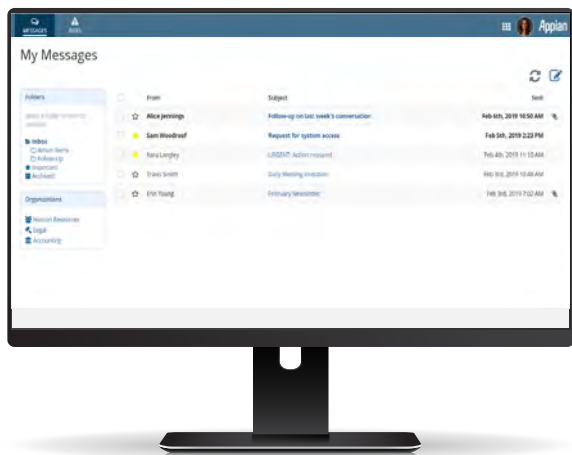 MESSAGES
Appian
My Messages
Folders
From Subject Sent
Alice Jennings Follow-up on last week's conversation Feb 6th, 2019 10:50 AM
Sam Woodroof Request for system access Feb 5th, 2019 2:23 PM
Inbox
Action Items
Follow-Up
Important
Archived
Sara Langley URGENT: Action required Feb 4th, 2019 11:10 AM
Travis Smith Daily Meeting Invitation Feb 3rd, 2019 10:48 AM
Erin Young February Newsletter Feb 3rd, 2019 7:02 AM
Organizations
Human Resources
Legal
Accounting